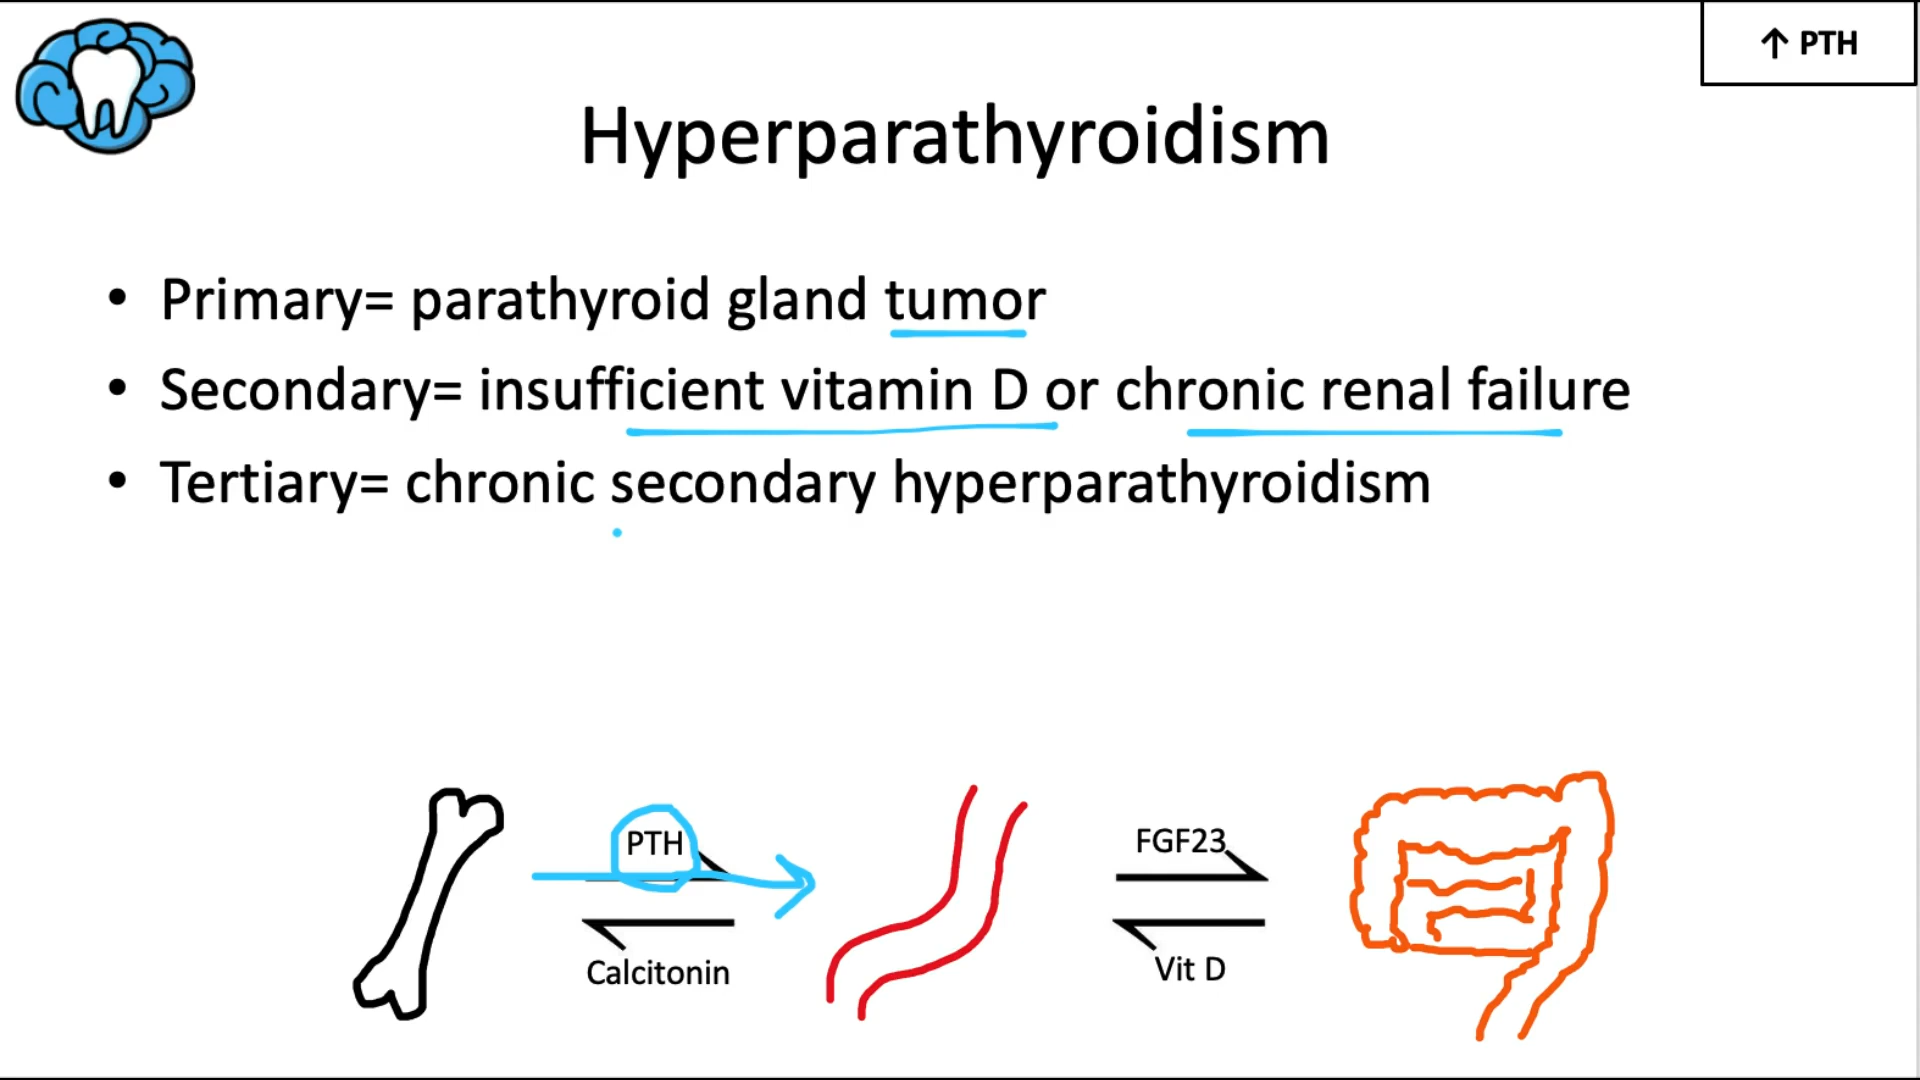 ↑ PTH
Hyperparathyroidism
• Primary= parathyroid gland tumor
• Secondary= insufficient vitamin D or chronic renal failure
• Tertiary= chronic secondary hyperparathyroidism
PTH
FGF23
Calcitonin
Vit D